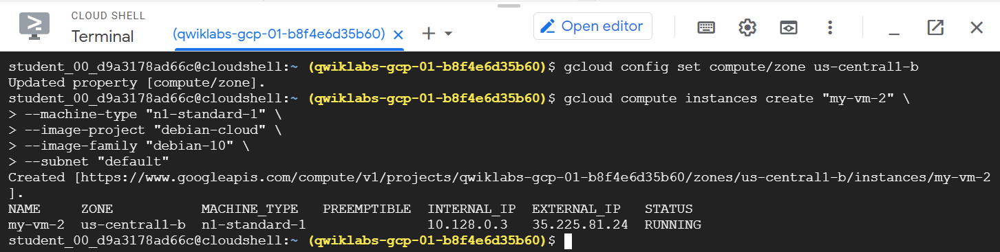 CLOUD SHELL
Terminal
(qwiklabs-gcp-01-b8f4e6d35b60)
Open editor
student_00_d9a3178ad66c@cloudshell:~ (qwiklabs-gcp-01-b8f4e6d35b60)$ gcloud config set compute/zone us-central1-b
Updated property [compute/zone].
student_00_d9a3178ad66c@cloudshell:~ (qwiklabs-gcp-01-b8f4e6d35b60)$ gcloud compute instances create "my-vm-2" \
> --machine-type "n1-standard-1" \
> --image-project "debian-cloud" \
> --image-family "debian-10" \
> --subnet "default"
Created [https://www.googleapis.com/compute/v1/projects/qwiklabs-gcp-01-b8f4e6d35b60/zones/us-central1-b/instances/my-vm-2
].
NAME     ZONE           MACHINE_TYPE   PREEMPTIBLE  INTERNAL_IP  EXTERNAL_IP   STATUS
my-vm-2  us-central1-b  n1-standard-1               10.128.0.3   35.225.81.24  RUNNING
student_00_d9a3178ad66c@cloudshell:~ (qwiklabs-gcp-01-b8f4e6d35b60)$